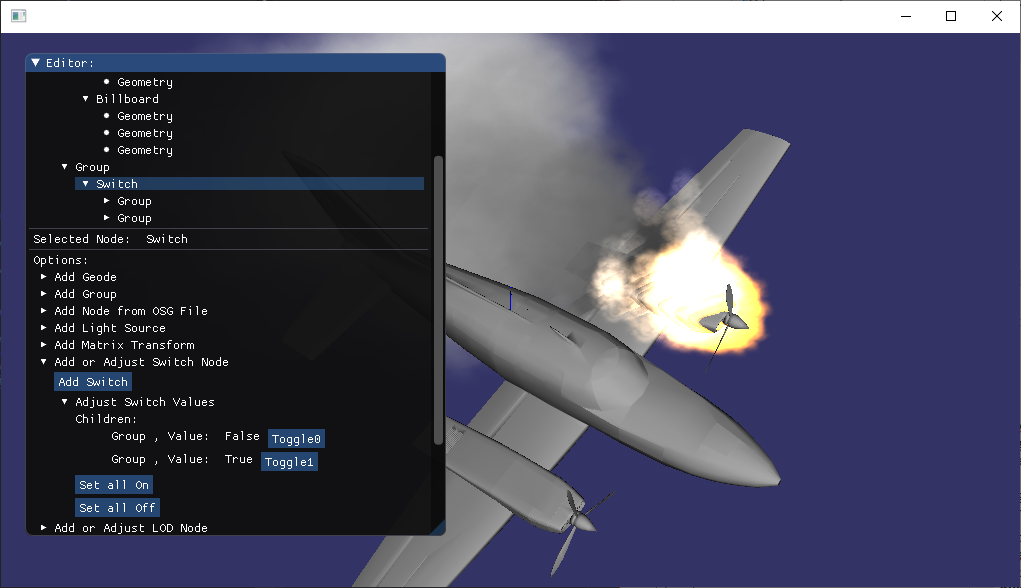 Editor:
Geometry
Billboard
Geometry
Geometry
Geometry
Group
Switch
Group
Group
Selected Node: Switch
Options:
Add Geode
Add Group
Add Node from OSG File
Add Light Source
Add Matrix Transform
Add or Adjust Switch Node
Add Switch
Adjust Switch Values
Children:
Group , Value: False Toggle0
Group , Value: True Toggle1
Set all On
Set all Off
Add or Adjust LOD Node